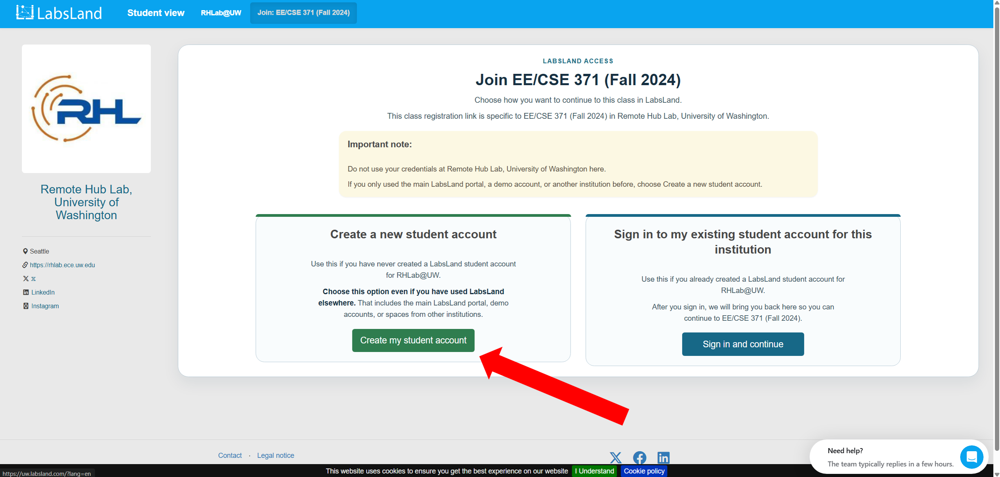 LabsLand
Student view
RHLab@UW
Join: EE/CSE 371 (Fall 2024)
RHL
Remote Hub Lab,
University of
Washington
Seattle
https://rhlab.ece.uw.edu
X
LinkedIn
Instagram
LABSLAND ACCESS
Join EE/CSE 371 (Fall 2024)
Choose how you want to continue to this class in LabsLand.
This class registration link is specific to EE/CSE 371 (Fall 2024) in Remote Hub Lab, University of Washington.
Important note:
Do not use your credentials at Remote Hub Lab, University of Washington here.
If you only used the main LabsLand portal, a demo account, or another institution before, choose Create a new student account.
Create a new student account
Use this if you have never created a LabsLand student account
for RHLab@UW.
Choose this option even if you have used LabsLand
elsewhere. That includes the main LabsLand portal, demo
accounts, or spaces from other institutions.
Create my student account
Sign in to my existing student account for this
institution
Use this if you already created a LabsLand student account for
RHLab@UW.
After you sign in, we will bring you back here so you can
continue to EE/CSE 371 (Fall 2024).
Sign in and continue
Contact · Legal notice
Need help?
The team typically replies in a few hours.
This website uses cookies to ensure you get the best experience on our website
I Understand
Cookie policy
https://uw.labsland.com/?lang=en